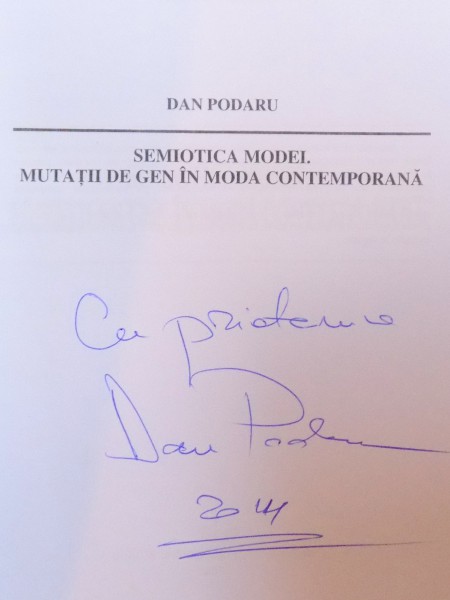 DAN PODARU
SEMIOTICA MODEI.
MUTAȚII DE GEN ÎN MODA CONTEMPORANĂ
Cu prietenie
Dan Podaru
2014